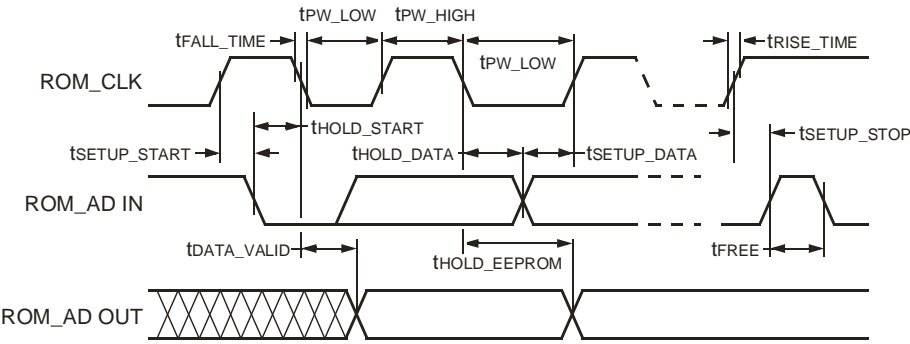 tPW_LOW
tPW_HIGH
tFALL_TIME
tPW_LOW
tRISE_TIME
ROM_CLK
tHOLD_START
tSETUP_STOP
tSETUP_START
tHOLD_DATA
tSETUP_DATA
ROM_AD IN
tDATA_VALID
tHOLD_EEPROM
tFREE
ROM_AD OUT